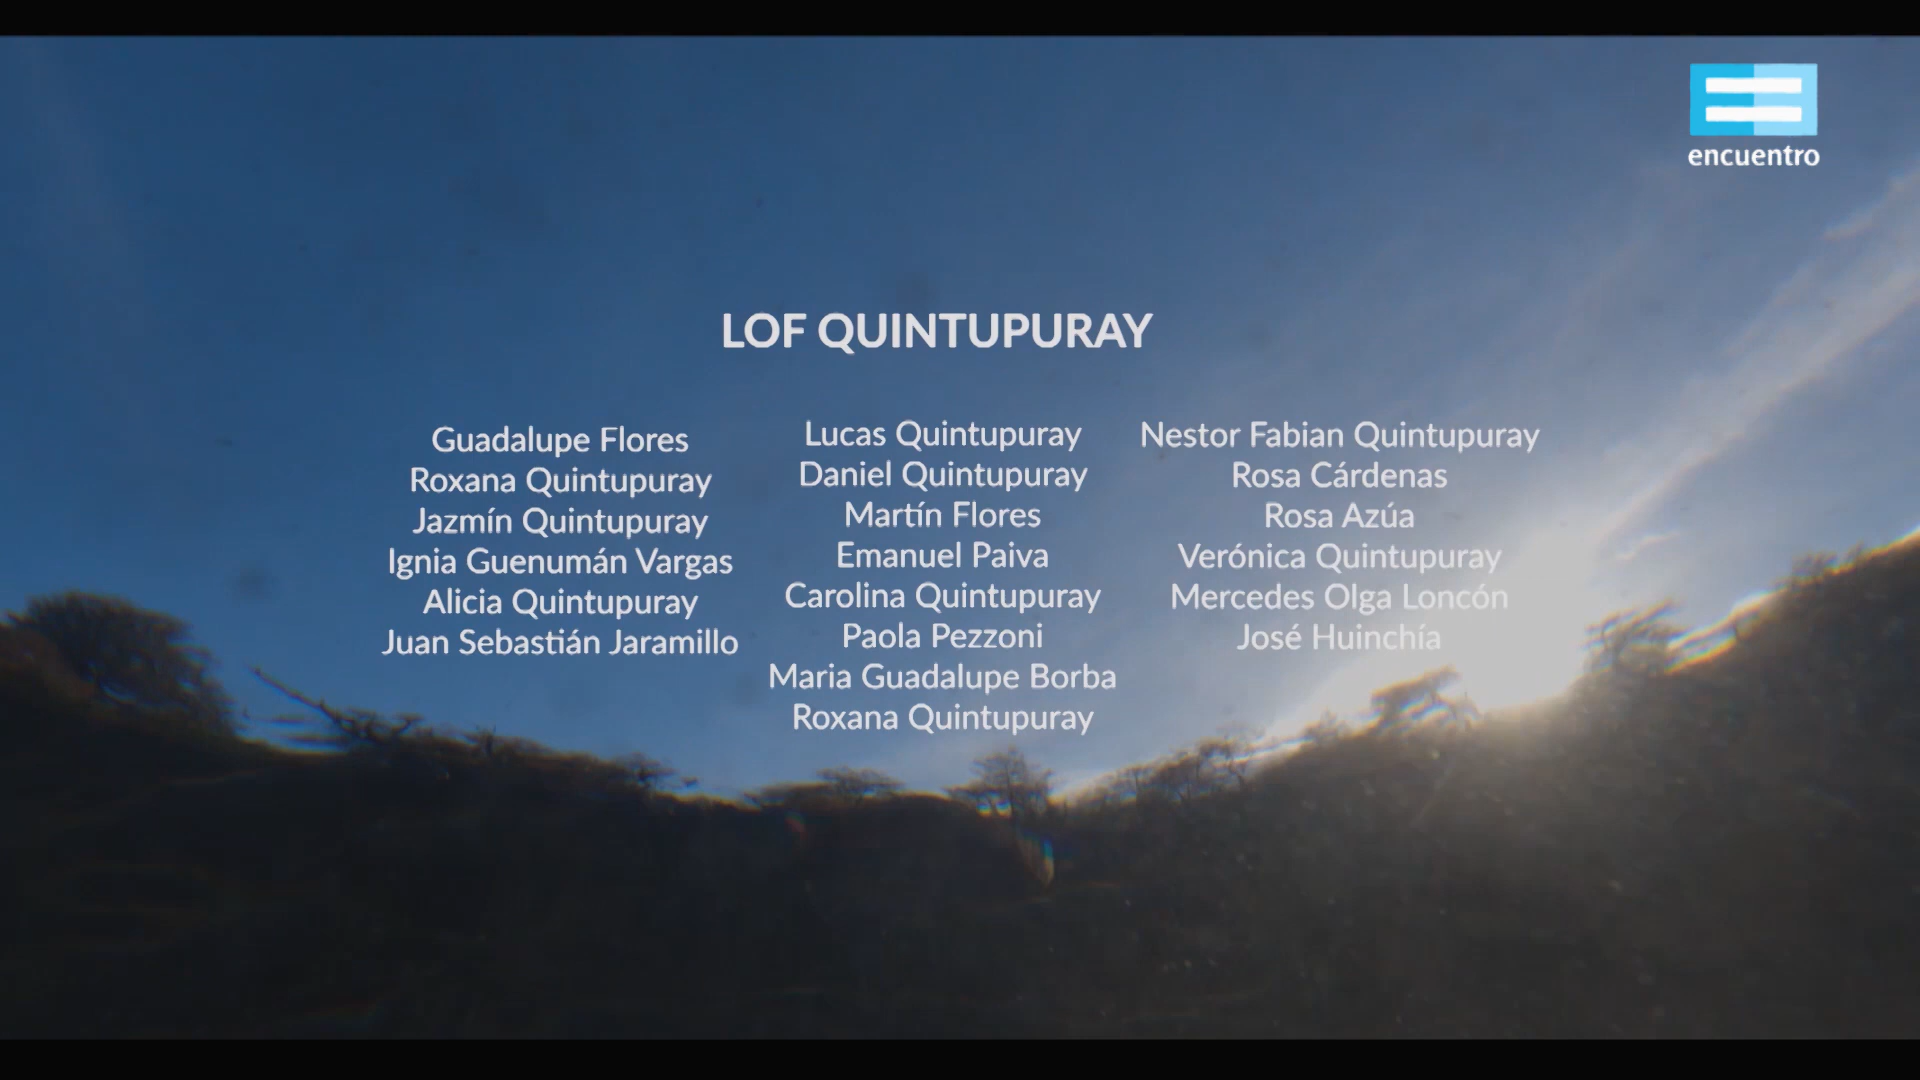 encuentro
LOF QUINTUPURAY
Guadalupe Flores
Roxana Quintupuray
Jazmín Quintupuray
Ignia Guenumán Vargas
Alicia Quintupuray
Juan Sebastián Jaramillo
Lucas Quintupuray
Daniel Quintupuray
Martín Flores
Emanuel Paiva
Carolina Quintupuray
Paola Pezzoni
Maria Guadalupe Borba
Roxana Quintupuray
Nestor Fabian Quintupuray
Rosa Cárdenas
Rosa Azúa
Verónica Quintupuray
Mercedes Olga Loncón
José Huinchía